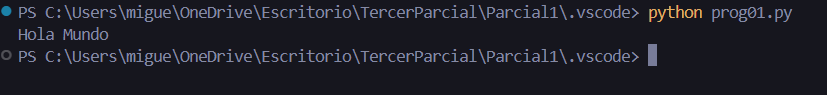 PS C:\Users\migue\OneDrive\Escritorio\TercerParcial\Parcial1\.vscode> python prog01.py
Hola Mundo
PS C:\Users\migue\OneDrive\Escritorio\TercerParcial\Parcial1\.vscode>